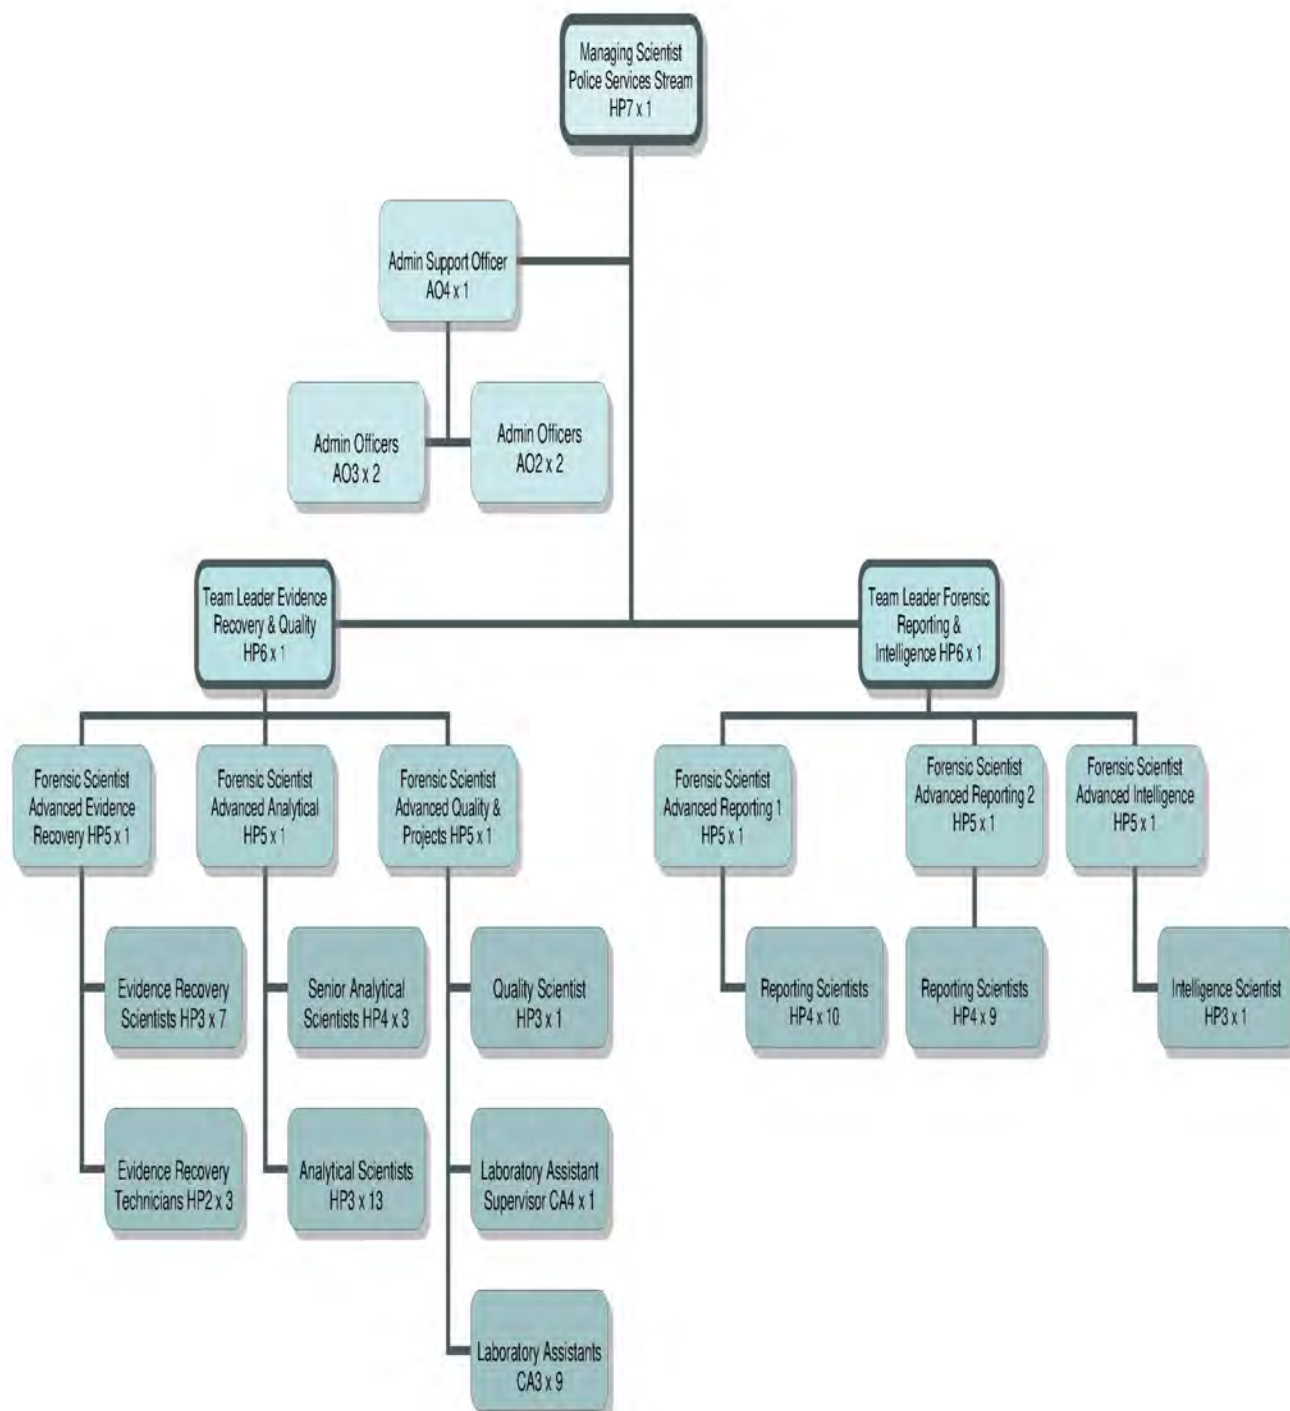 Managing Scientist
Police Services Stream
HP7 x 1
Admin Support Officer
AO4 x 1
Admin Officers
AO3 x 2
Admin Officers
AO2 x 2
Team Leader Evidence
Recovery & Quality
HP6 x 1
Team Leader Forensic
Reporting &
Intelligence HP6 x 1
Forensic Scientist
Advanced Evidence
Recovery HP5 x 1
Forensic Scientist
Advanced Analytical
HP5 x 1
Forensic Scientist
Advanced Quality &
Projects HP5 x 1
Forensic Scientist
Advanced Reporting 1
HP5 x 1
Forensic Scientist
Advanced Reporting 2
HP5 x 1
Forensic Scientist
Advanced Intelligence
HP5 x 1
Evidence Recovery
Scientists HP3 x 7
Senior Analytical
Scientists HP4 x 3
Quality Scientist
HP3 x 1
Reporting Scientists
HP4 x 10
Reporting Scientists
HP4 x 9
Intelligence Scientist
HP3 x 1
Evidence Recovery
Technicians HP2 x 3
Analytical Scientists
HP3 x 13
Laboratory Assistant
Supervisor CA4 x 1
Laboratory Assistants
CA3 x 9